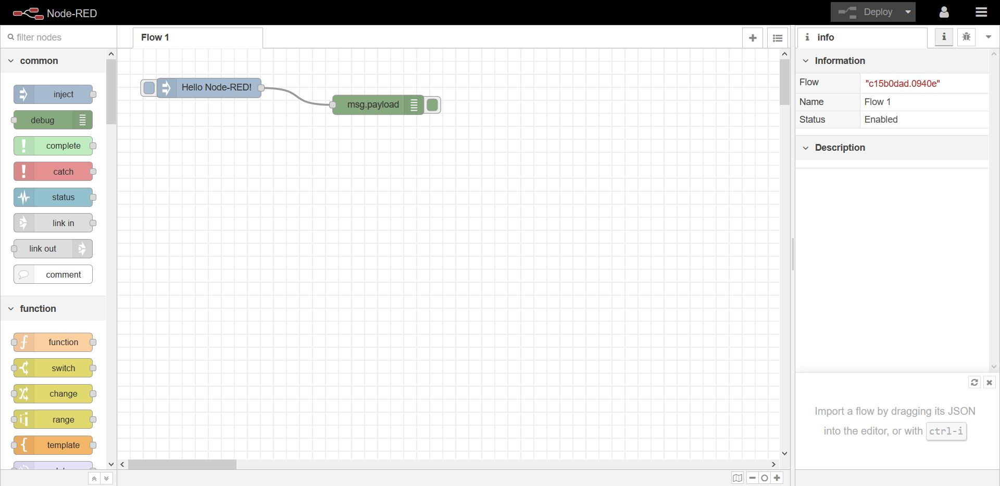 Node-RED
Deploy
filter nodes
Flow 1
info
common
inject
debug
complete
catch
status
link in
link out
comment
function
function
switch
change
range
template
Hello Node-RED!
msg.payload
Information
Flow "c15b0dad.0940e"
Name Flow 1
Status Enabled
Description
Import a flow by dragging its JSON
into the editor, or with ctrl-i